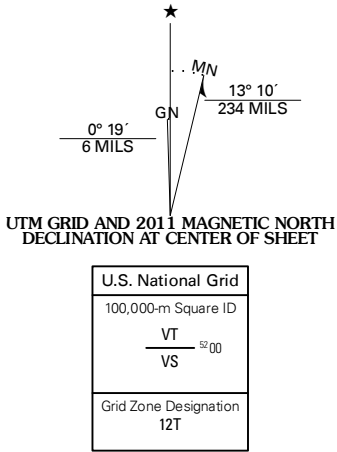 ★
MN
GN
13° 10´
234 MILS
0° 19´
6 MILS
UTM GRID AND 2011 MAGNETIC NORTH
DECLINATION AT CENTER OF SHEET
U.S. National Grid
100,000-m Square ID
VT
5200
VS
Grid Zone Designation
12T